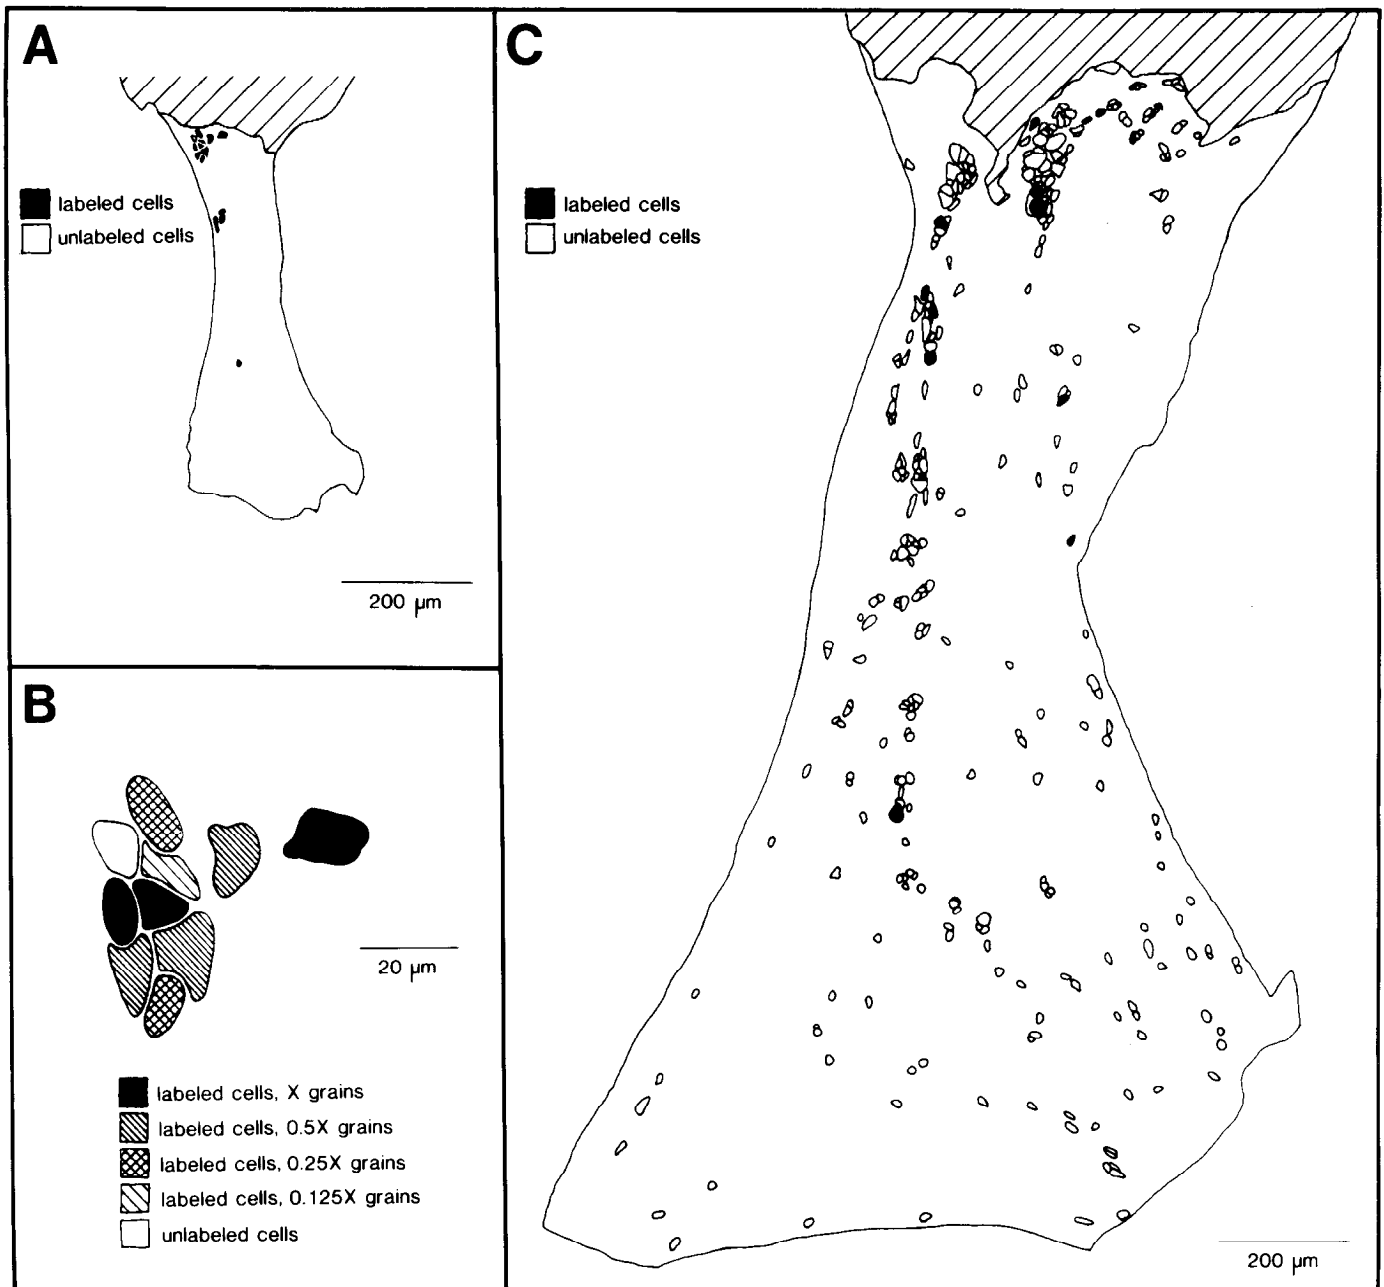 A
labeled cells
unlabeled cells
200 μm
B
20 μm
labeled cells, X grains
labeled cells, 0.5X grains
labeled cells, 0.25X grains
labeled cells, 0.125X grains
unlabeled cells
C
labeled cells
unlabeled cells
200 μm